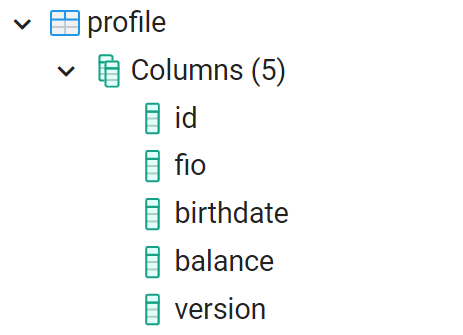 profile
Columns (5)
id
fio
birthdate
balance
version